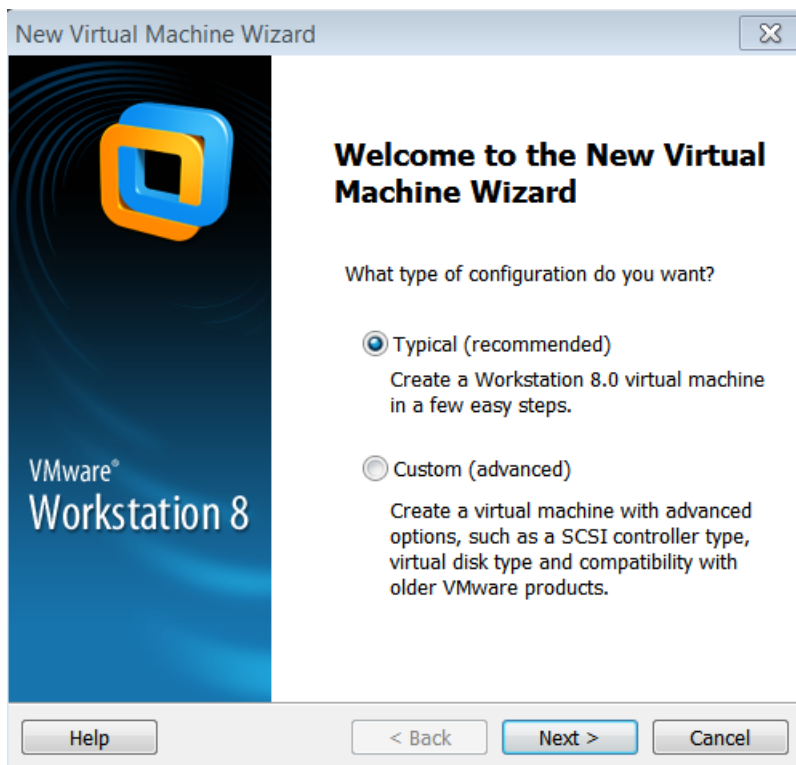 New Virtual Machine Wizard
Welcome to the New Virtual
Machine Wizard
What type of configuration do you want?
Typical (recommended)
Create a Workstation 8.0 virtual machine
in a few easy steps.
Custom (advanced)
Create a virtual machine with advanced
options, such as a SCSI controller type,
virtual disk type and compatibility with
older VMware products.
VMware®
Workstation 8
Help
< Back
Next >
Cancel